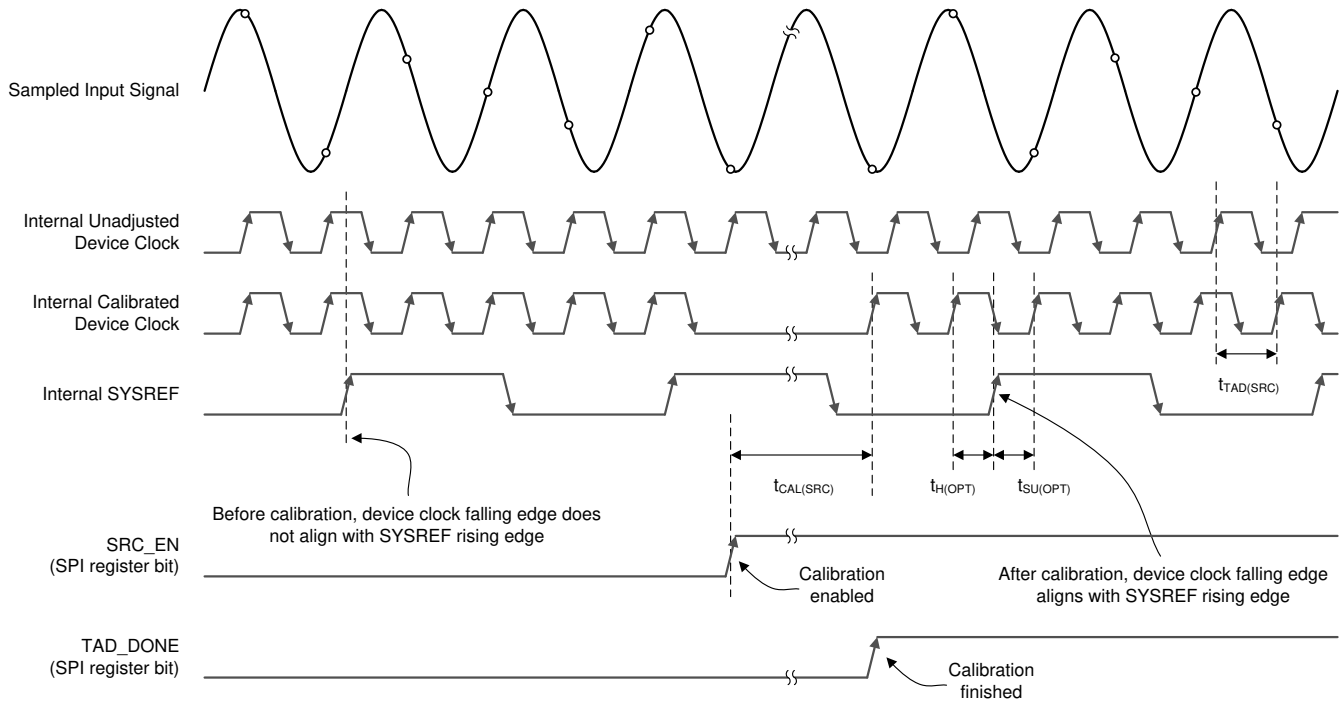 Sampled Input Signal
Internal Unadjusted
Device Clock
Internal Calibrated
Device Clock
Internal SYSREF
tTAD(SRC)
tCAL(SRC)
tH(OPT)
tSU(OPT)
Before calibration, device clock falling edge does
not align with SYSREF rising edge
SRC_EN
(SPI register bit)
Calibration
enabled
After calibration, device clock falling edge
aligns with SYSREF rising edge
TAD_DONE
(SPI register bit)
Calibration
finished